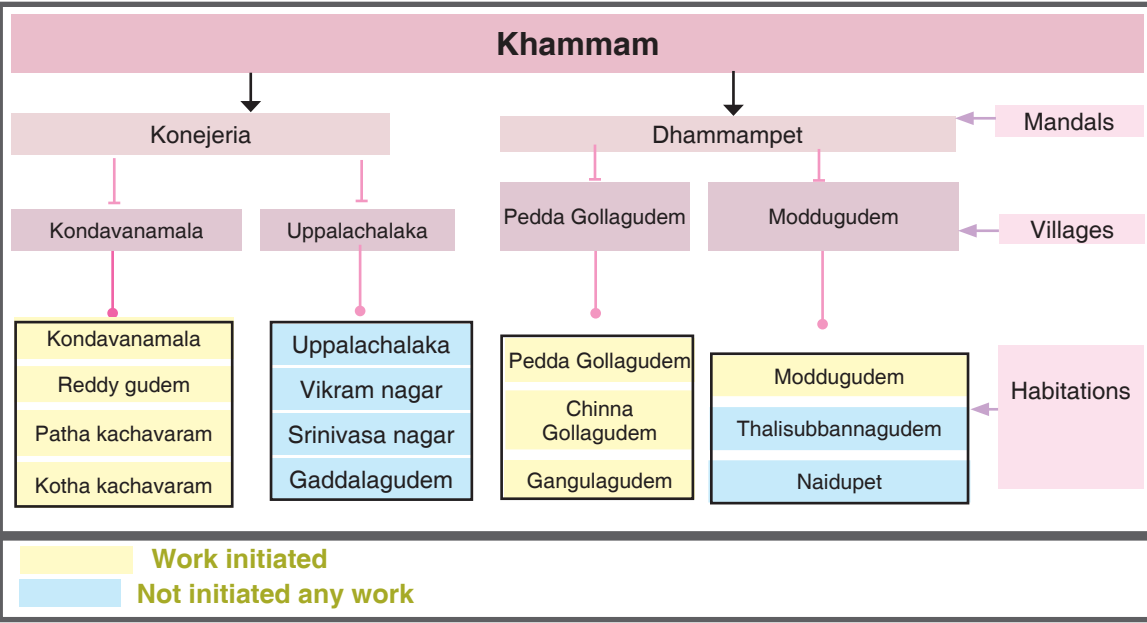 Khammam
Konejeria
Dhammampet
Mandals
Kondavanamala
Uppalachalaka
Pedda Gollagudem
Moddugudem
Villages
Kondavanamala
Reddy gudem
Patha kachavaram
Kotha kachavaram
Uppalachalaka
Vikram nagar
Srinivasa nagar
Gaddalagudem
Pedda Gollagudem
Chinna
Gollagudem
Gangulagudem
Moddugudem
Thalisubbannagudem
Naidupet
Habitations
Work initiated
Not initiated any work